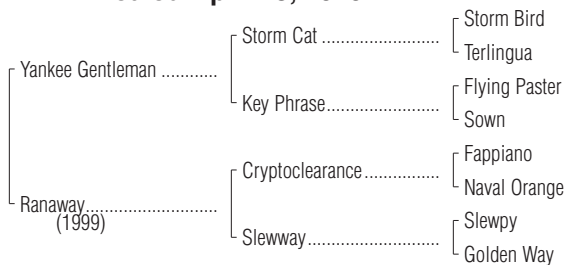 Storm Bird
Storm Cat ..............................
Terlingua
Yankee Gentleman ............
Flying Paster
Key Phrase.............................
Sown
Fappiano
Cryptoclearance...................
Naval Orange
Ranaway.................................
(1999)
Slewpy
Slewway.................................
Golden Way